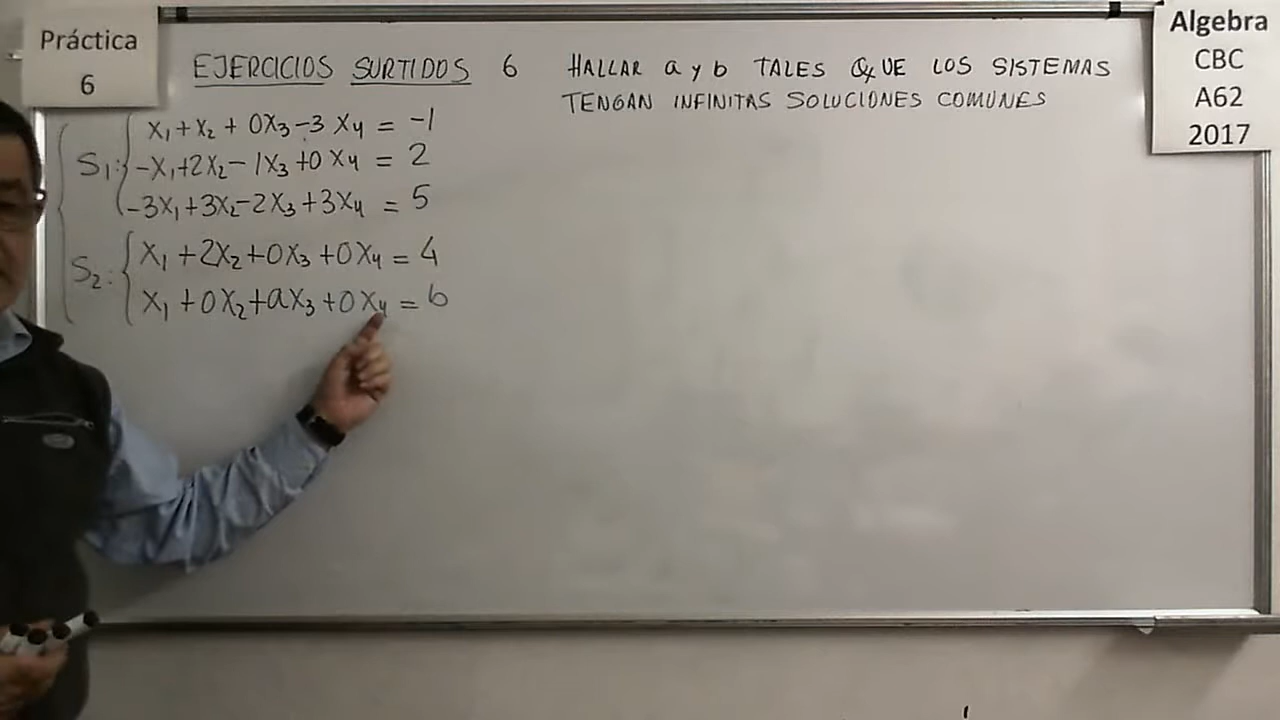 Práctica
6
EJERCICIOS SURTIDOS 6 HALLAR a y b TALES QUE LOS SISTEMAS
TENGAN INFINITAS SOLUCIONES COMUNES
Algebra
CBC
A62
2017
S₁: x₁ + x₂ + 0x₃ - 3x₄ = -1
-x₁ + 2x₂ - 1x₃ + 0x₄ = 2
-3x₁ + 3x₂ - 2x₃ + 3x₄ = 5
S₂: x₁ + 2x₂ + 0x₃ + 0x₄ = 4
x₁ + 0x₂ + ax₃ + 0x₄ = b